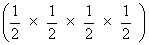 (1/2 × 1/2 × 1/2 × 1/2)